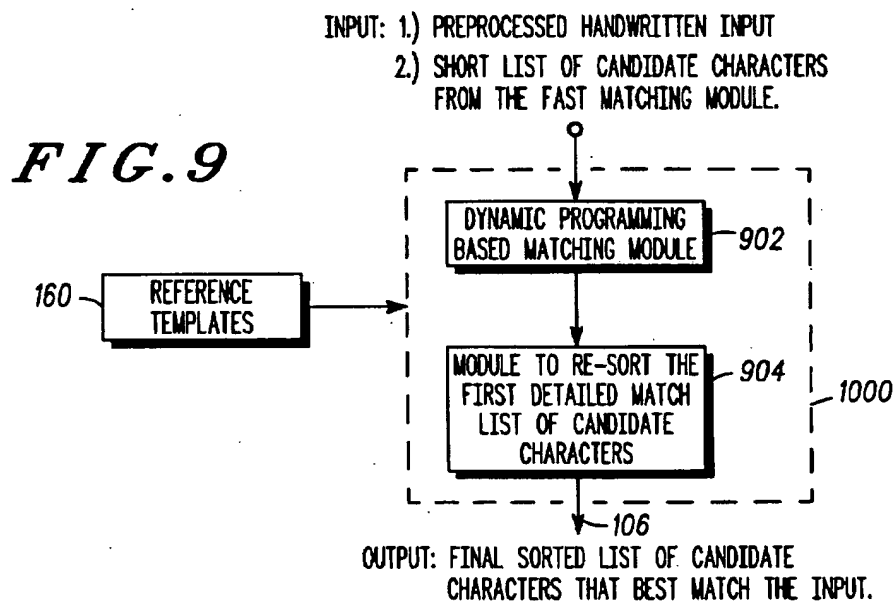 INPUT: 1.) PREPROCESSED HANDWRITTEN INPUT
2.) SHORT LIST OF CANDIDATE CHARACTERS
FROM THE FAST MATCHING MODULE.
FIG.9
DYNAMIC PROGRAMMING
BASED MATCHING MODULE
902
160
REFERENCE
TEMPLATES
MODULE TO RE-SORT THE
FIRST DETAILED MATCH
LIST OF CANDIDATE
CHARACTERS
904
1000
106
OUTPUT: FINAL SORTED LIST OF CANDIDATE
CHARACTERS THAT BEST MATCH THE INPUT.